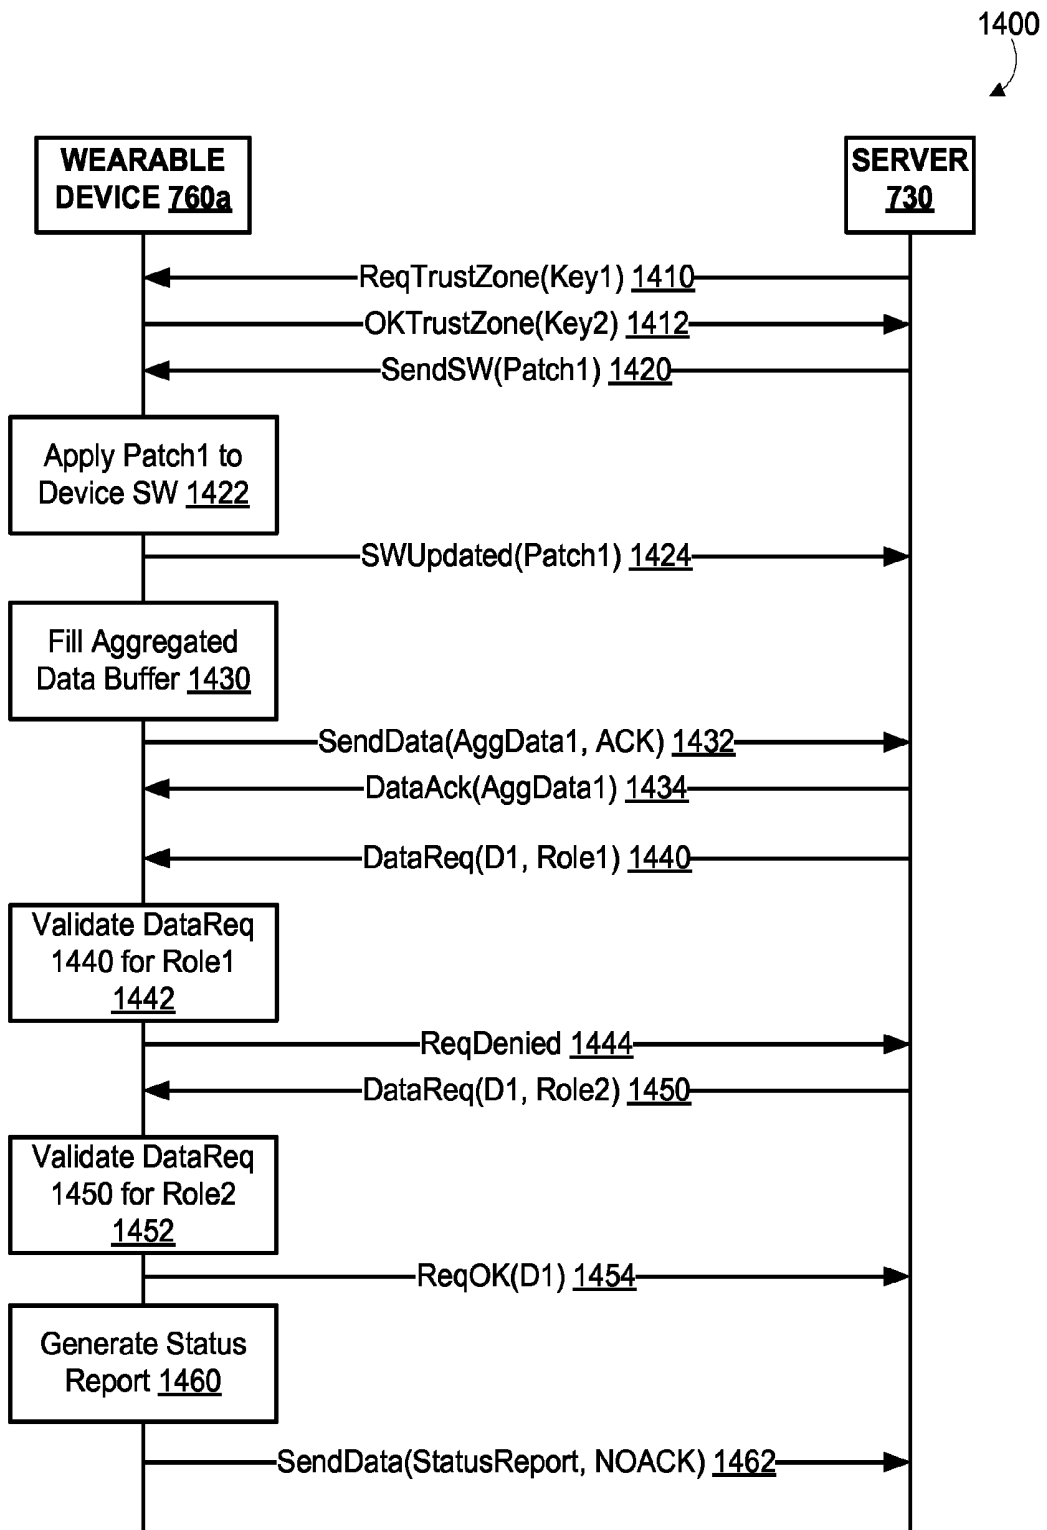 1400
WEARABLE
DEVICE 760a
SERVER
730
ReqTrustZone(Key1) 1410
OKTrustZone(Key2) 1412
SendSW(Patch1) 1420
Apply Patch1 to
Device SW 1422
SWUpdated(Patch1) 1424
Fill Aggregated
Data Buffer 1430
SendData(AggData1, ACK) 1432
DataAck(AggData1) 1434
DataReq(D1, Role1) 1440
Validate DataReq
1440 for Role1
1442
ReqDenied 1444
DataReq(D1, Role2) 1450
Validate DataReq
1450 for Role2
1452
ReqOK(D1) 1454
Generate Status
Report 1460
SendData(StatusReport, NOACK) 1462